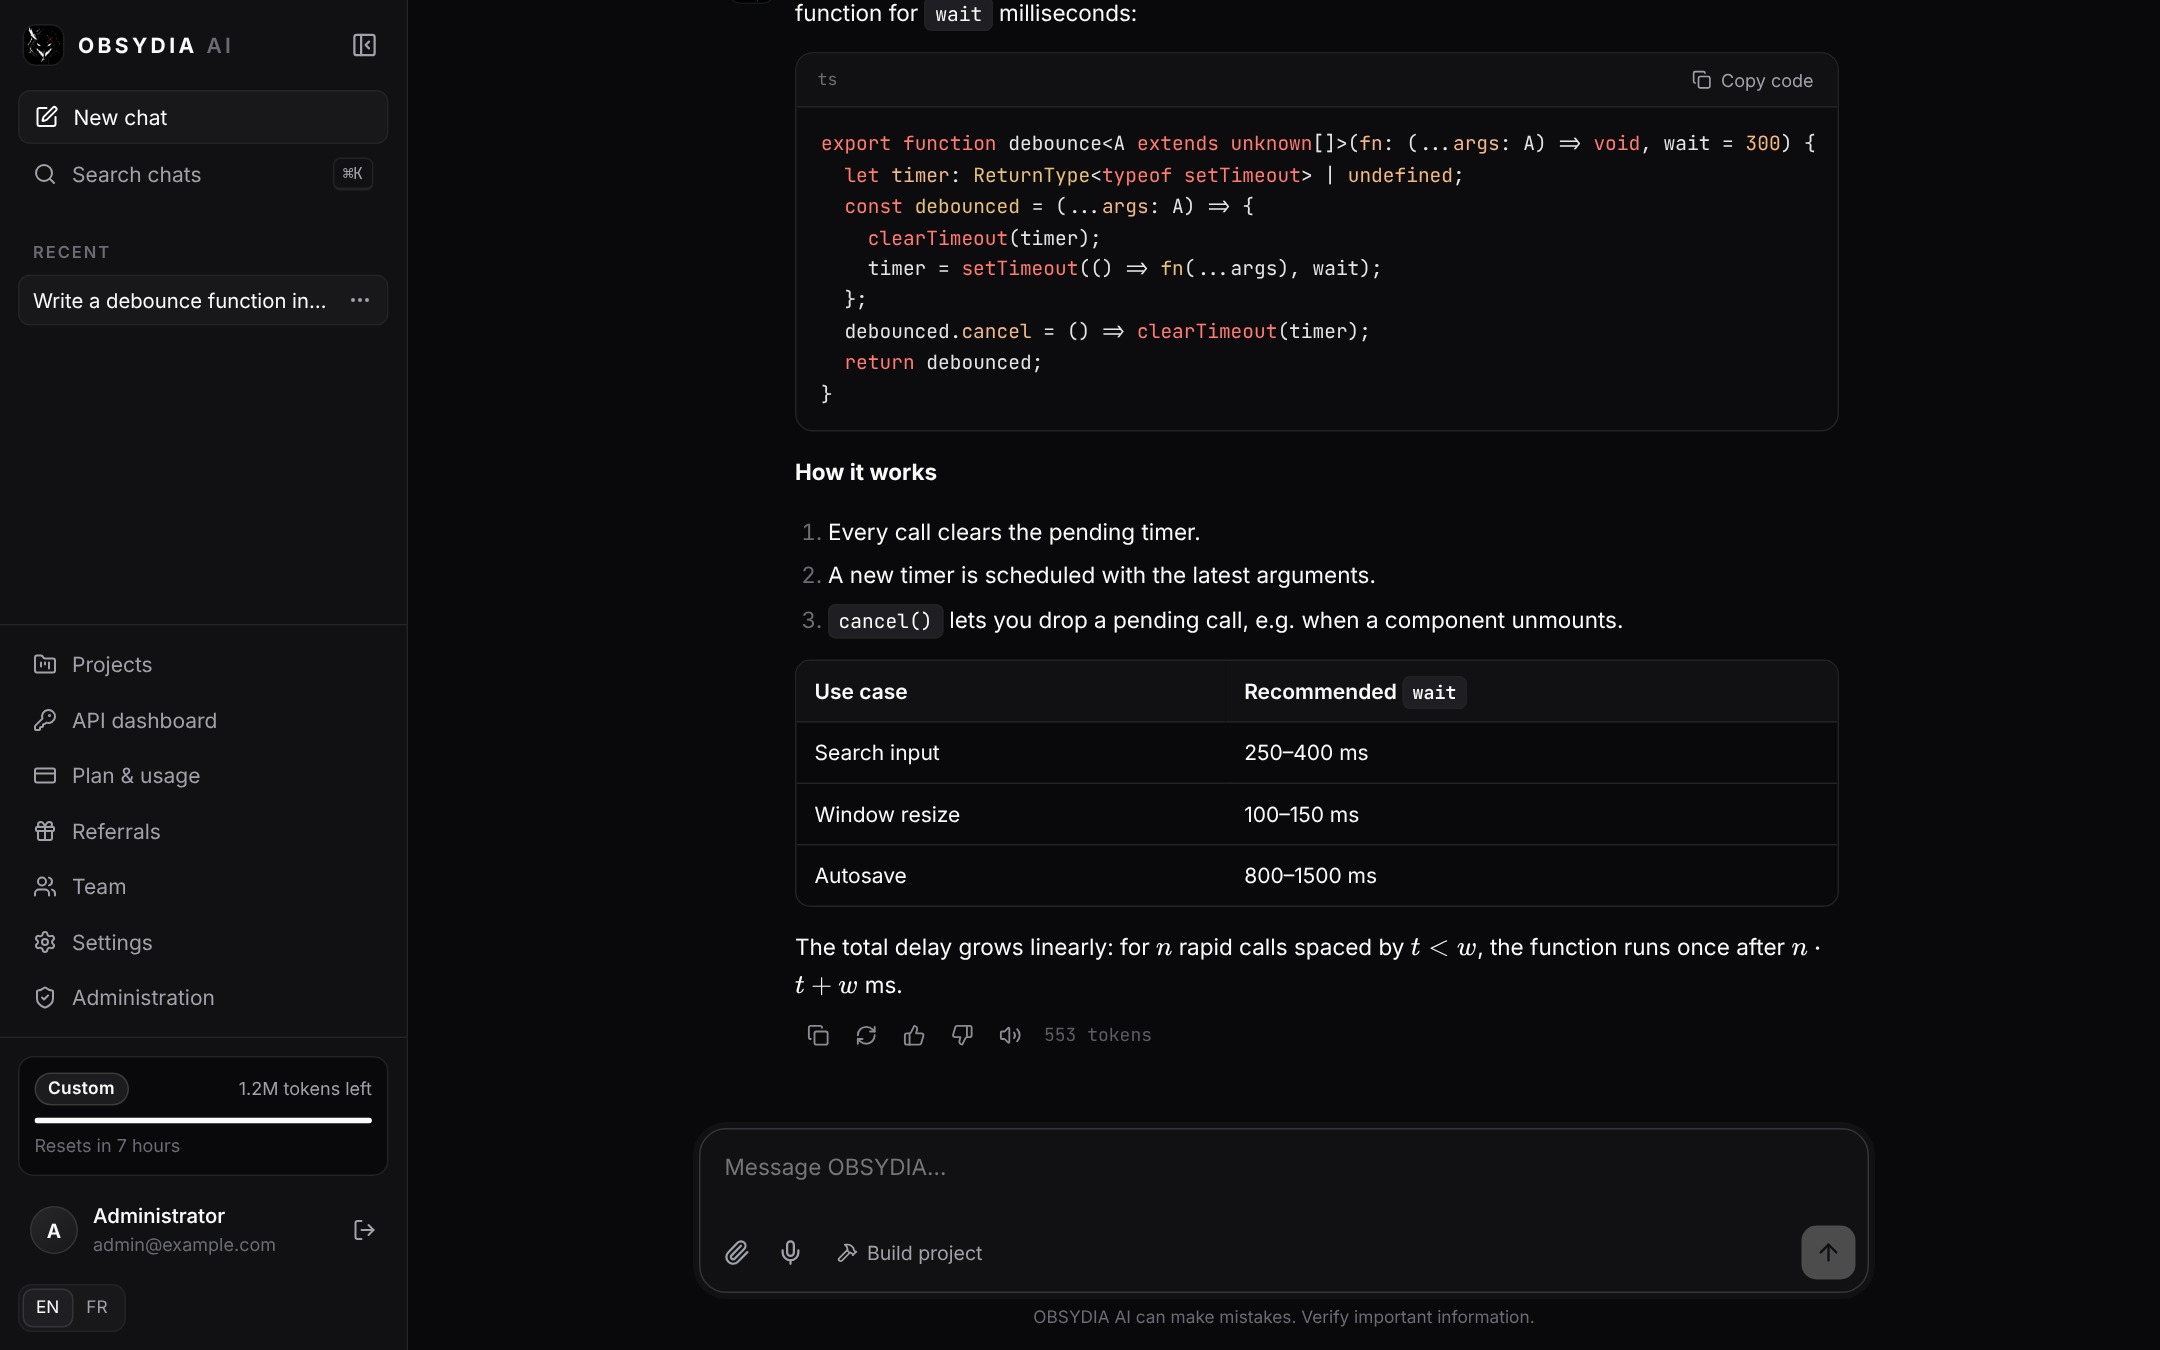 OBSYDIA AI
New chat
Search chats ⌘K
RECENT
Write a debounce function in...
Projects
API dashboard
Plan & usage
Referrals
Team
Settings
Administration
Custom 1.2M tokens left
Resets in 7 hours
A
Administrator
admin@example.com
EN FR
function for wait milliseconds:
ts Copy code
export function debounce<A extends unknown[]>(fn: (...args: A) => void, wait = 300) {
  let timer: ReturnType<typeof setTimeout> | undefined;
  const debounced = (...args: A) => {
    clearTimeout(timer);
    timer = setTimeout(() => fn(...args), wait);
  };
  debounced.cancel = () => clearTimeout(timer);
  return debounced;
}
How it works
1. Every call clears the pending timer.
2. A new timer is scheduled with the latest arguments.
3. cancel() lets you drop a pending call, e.g. when a component unmounts.
Use case Recommended wait
Search input 250–400 ms
Window resize 100–150 ms
Autosave 800–1500 ms
The total delay grows linearly: for n rapid calls spaced by t < w, the function runs once after n ·
t + w ms.
553 tokens
Message OBSYDIA...
Build project
OBSYDIA AI can make mistakes. Verify important information.